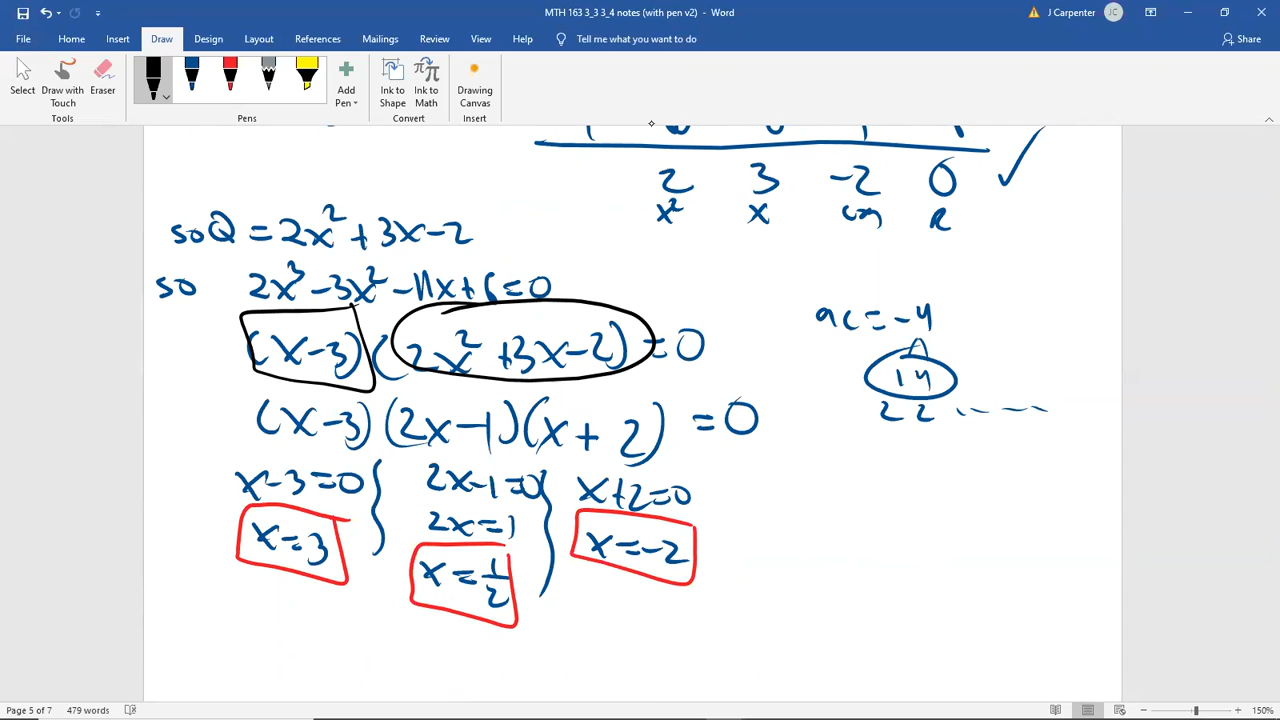 MTH 163 3_3 3_4 notes (with pen v2) - Word
J Carpenter
JC
File Home Insert Draw Design Layout References Mailings Review View Help Tell me what you want to do
Share
Select Draw with Touch Eraser Add Pen Ink to Shape Ink to Math Drawing Canvas
Tools Pens Convert Insert
2 3 -2 0
x² x con R
so Q = 2x² + 3x - 2
so 2x³ - 3x² - 11x + 6 = 0
ac = -4
(x-3)(2x² + 3x - 2) = 0
1 4
2 2
(x-3)(2x-1)(x+2) = 0
x-3=0 2x-1=0 x+2=0
2x=1
x=3 x=1/2 x=-2
Page 5 of 7 479 words 150%